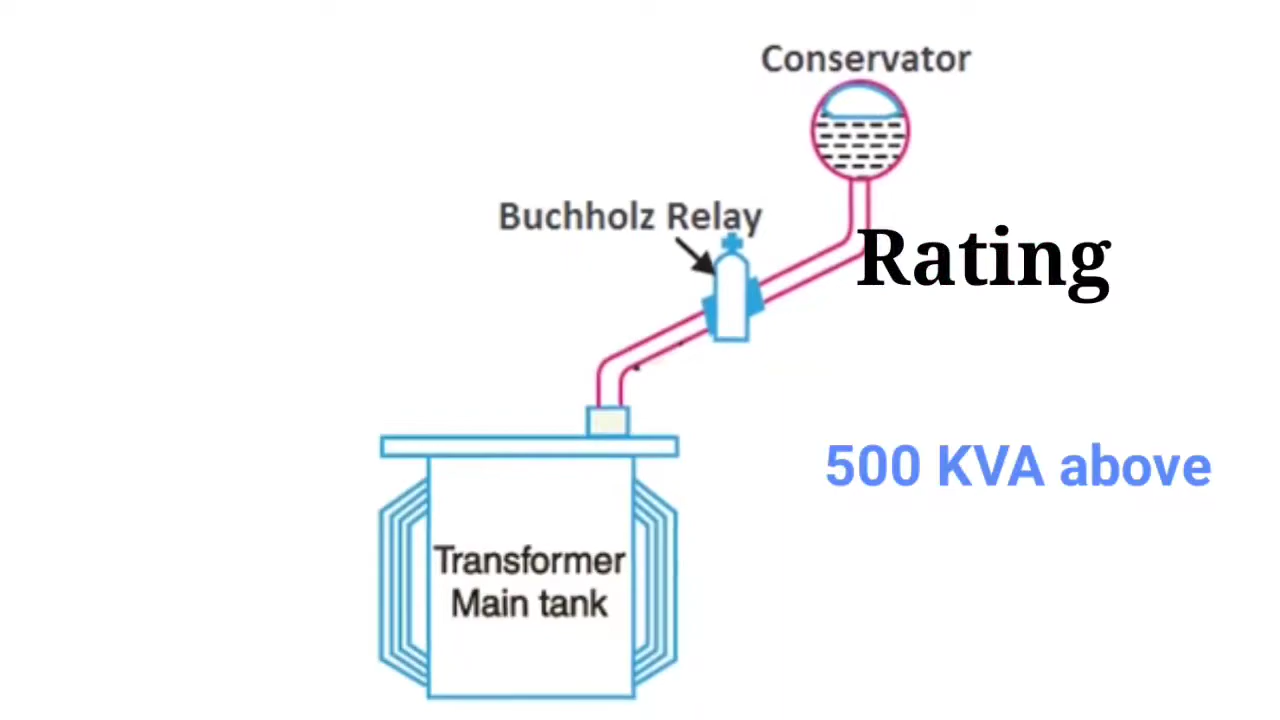 Conservator
Buchholz Relay
Rating
500 KVA above
Transformer
Main tank